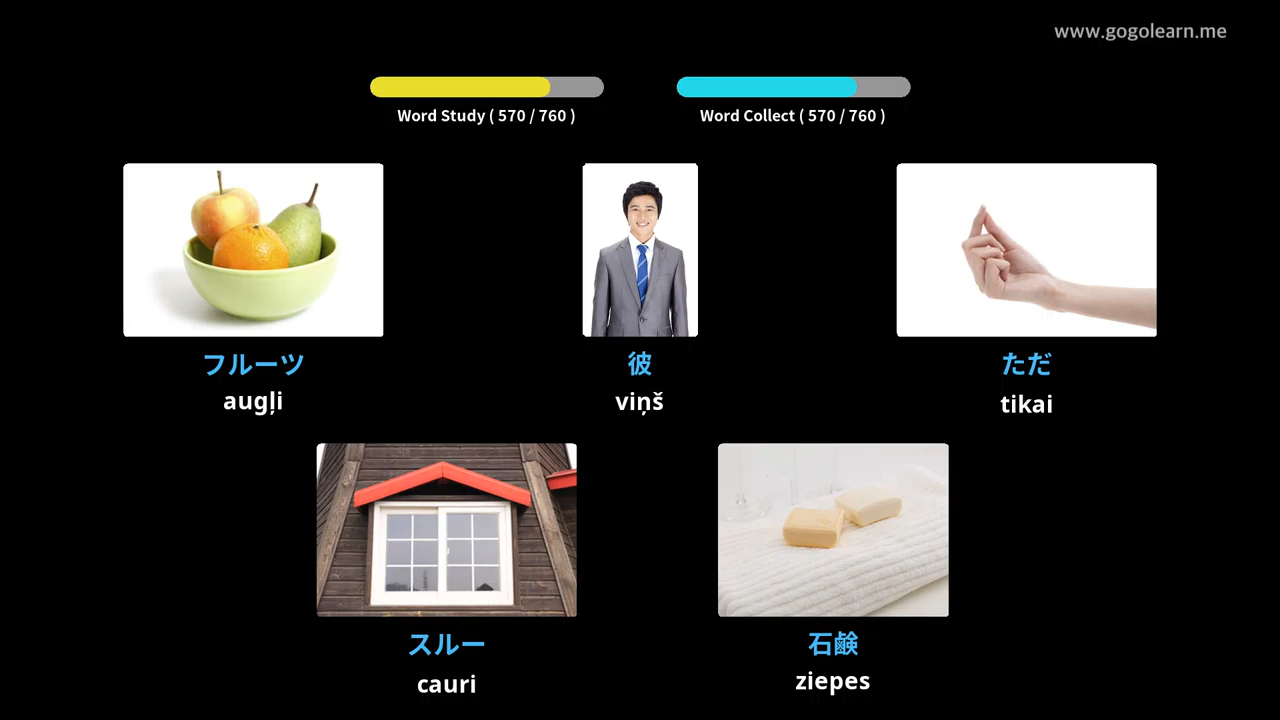 www.gogolearn.me
Word Study ( 570 / 760 )
Word Collect ( 570 / 760 )
フルーツ
augļi
彼
viņš
ただ
tikai
スルー
cauri
石鹸
ziepes